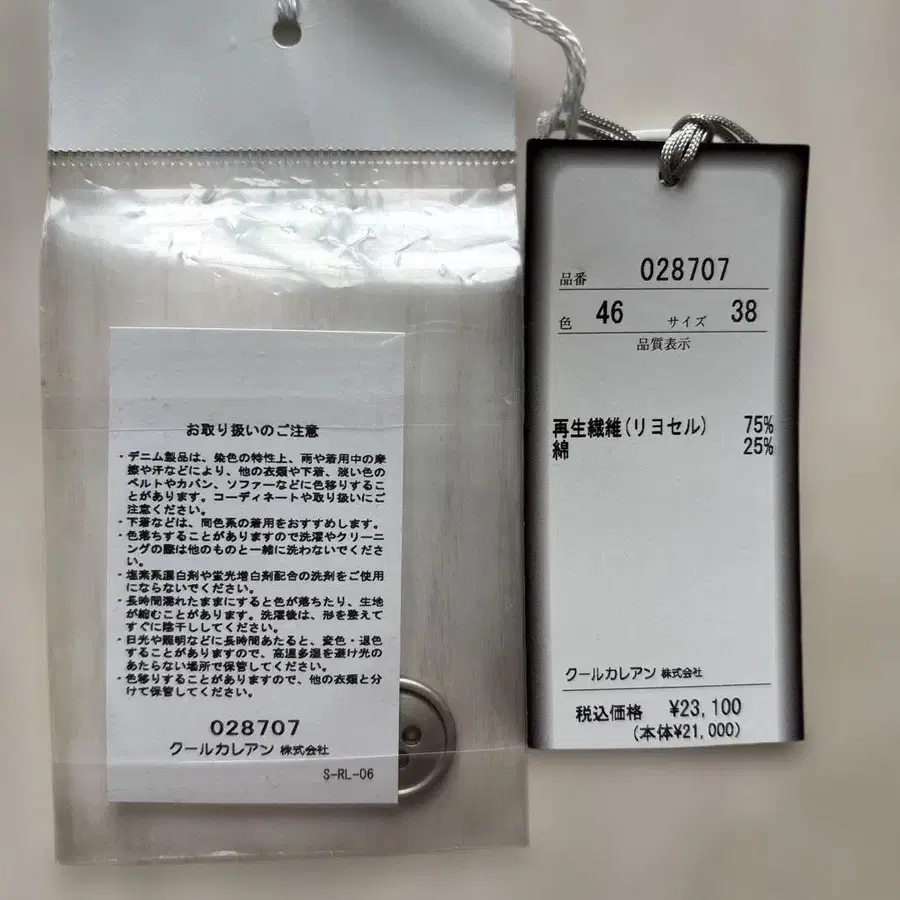 お取り扱いのご注意
・デニム製品は、染色の特性上、雨や着用中の摩
擦や汗などにより、他の衣類や下着、淡い色の
ベルトやカバン、ソファーなどに色移りするこ
とがあります。コーディネートや取り扱いにご
注意ください。
・下着などは、同色系の着用をおすすめします。
・色落ちすることがありますので洗濯やクリーニ
ングの際は他のものと一緒に洗わないでくださ
い。
・塩素系漂白剤や蛍光増白剤配合の洗剤をご使用
にならないでください。
・長時間濡れたままにすると色が落ちたり、生地
が縮むことがあります。洗濯後は、形を整えて
すぐに陰干ししてください。
・日光や照明などに長時間あたると、変色・退色
することがありますので、高温多湿を避け光の
あたらない場所で保管してください。
・色移りすることがありますので、他の衣類と分
けて保管してください。
028707
クールカレアン 株式会社
S-RL-06
品番 028707
色 46 サイズ 38
品質表示
再生繊維(リヨセル) 75%
綿 25%
クールカレアン 株式会社
税込価格 ¥23,100
(本体¥21,000)